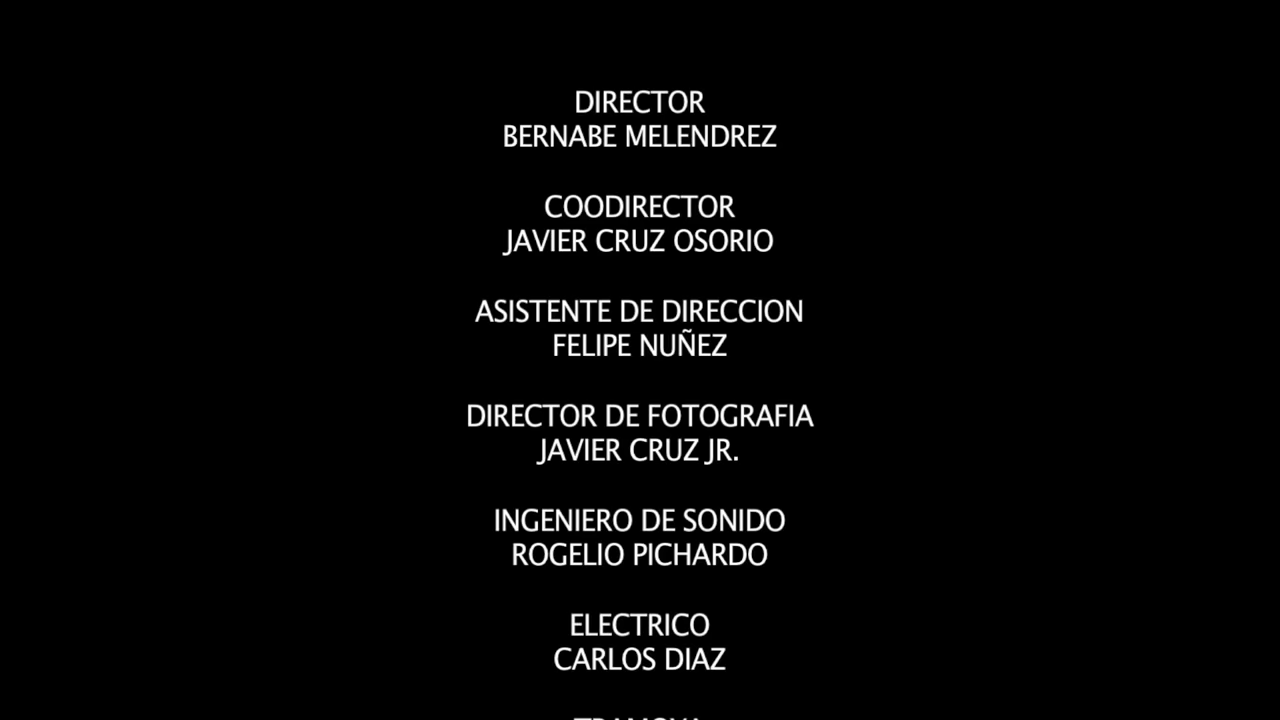 DIRECTOR
BERNABE MELENDREZ
COODIRECTOR
JAVIER CRUZ OSORIO
ASISTENTE DE DIRECCION
FELIPE NUÑEZ
DIRECTOR DE FOTOGRAFIA
JAVIER CRUZ JR.
INGENIERO DE SONIDO
ROGELIO PICHARDO
ELECTRICO
CARLOS DIAZ